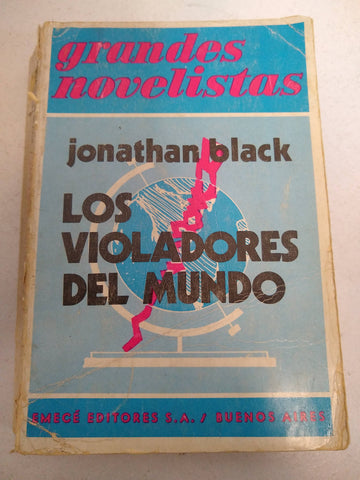 grandes
novelistas
jonathan black
LOS
VIOLADORES
DEL MUNDO
EMECÉ EDITORES S.A. / BUENOS AIRES